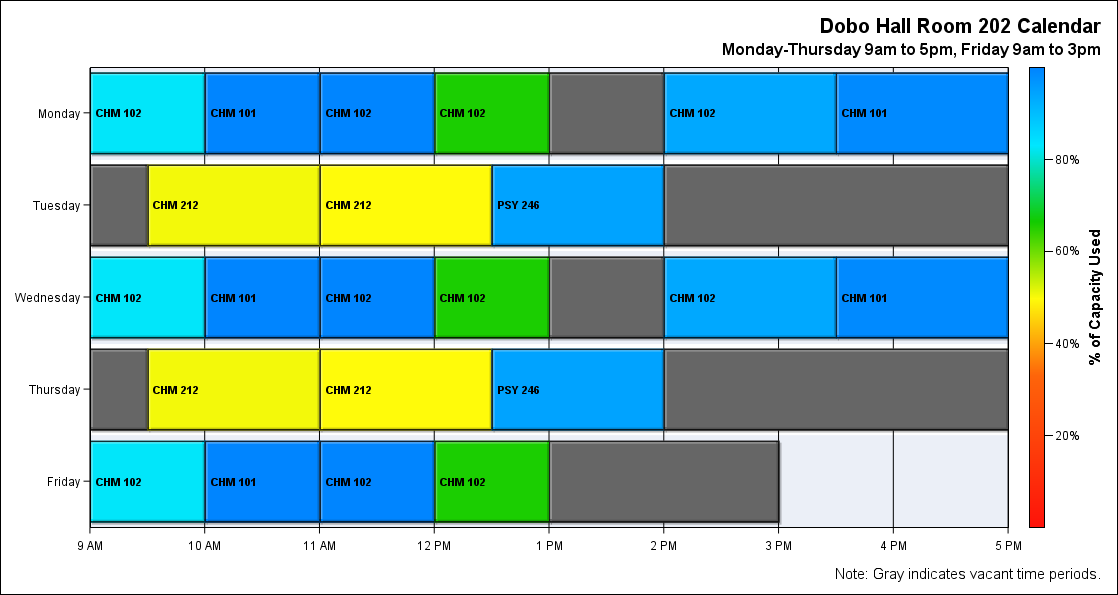 Dobo Hall Room 202 Calendar
Monday-Thursday 9am to 5pm, Friday 9am to 3pm
Monday
CHM 102
CHM 101
CHM 102
CHM 102
CHM 102
CHM 101
Tuesday
CHM 212
CHM 212
PSY 246
Wednesday
CHM 102
CHM 101
CHM 102
CHM 102
CHM 102
CHM 101
Thursday
CHM 212
CHM 212
PSY 246
Friday
CHM 102
CHM 101
CHM 102
CHM 102
9 AM
10 AM
11 AM
12 PM
1 PM
2 PM
3 PM
4 PM
5 PM
80%
60%
40%
20%
% of Capacity Used
Note: Gray indicates vacant time periods.